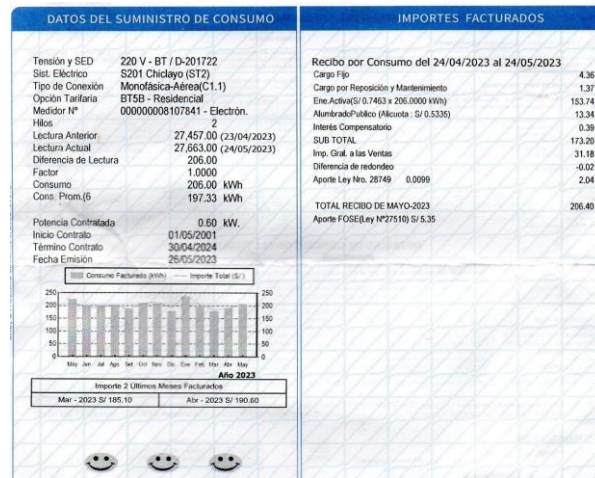 DATOS DEL SUMINISTRO DE CONSUMO
Tensión y SED 220 V - BT / D-201722
Sist. Eléctrico S201 Chiclayo (ST2)
Tipo de Conexión Monofásica-Aérea(C1.1)
Opción Tarifaria BT5B - Residencial
Medidor Nº 000000008107841 - Electrón.
Hilos 2
Lectura Anterior 27,457.00 (23/04/2023)
Lectura Actual 27,663.00 (24/05/2023)
Diferencia de Lectura 206.00
Factor 1.0000
Consumo 206.00 kWh
Cons. Prom.(6 197.33 kWh
Potencia Contratada 0.60 kW.
Inicio Contrato 01/05/2001
Término Contrato 30/04/2024
Fecha Emisión 26/05/2023
Consumo Facturado (kWh) Importe Total (S/)
250 250
200 200
150 150
100 100
50 50
0 0
May Jun Jul Ago Set Oct Nov Dic Ene Feb Mar Abr May
Año 2023
Importe 2 Últimos Meses Facturados
Mar - 2023 S/ 185.10 Abr - 2023 S/ 190.60
IMPORTES FACTURADOS
Recibo por Consumo del 24/04/2023 al 24/05/2023
Cargo Fijo 4.36
Cargo por Reposición y Mantenimiento 1.37
Ene.Activa(S/ 0.7463 x 206.0000 kWh) 153.74
AlumbradoPublico (Alicuota : S/ 0.5335) 13.34
Interés Compensatorio 0.39
SUB TOTAL 173.20
Imp. Gral. a las Ventas 31.18
Diferencia de redondeo -0.02
Aporte Ley Nro. 28749 0.0099 2.04
TOTAL RECIBO DE MAYO-2023 206.40
Aporte FOSE(Ley Nº27510) S/ 5.35